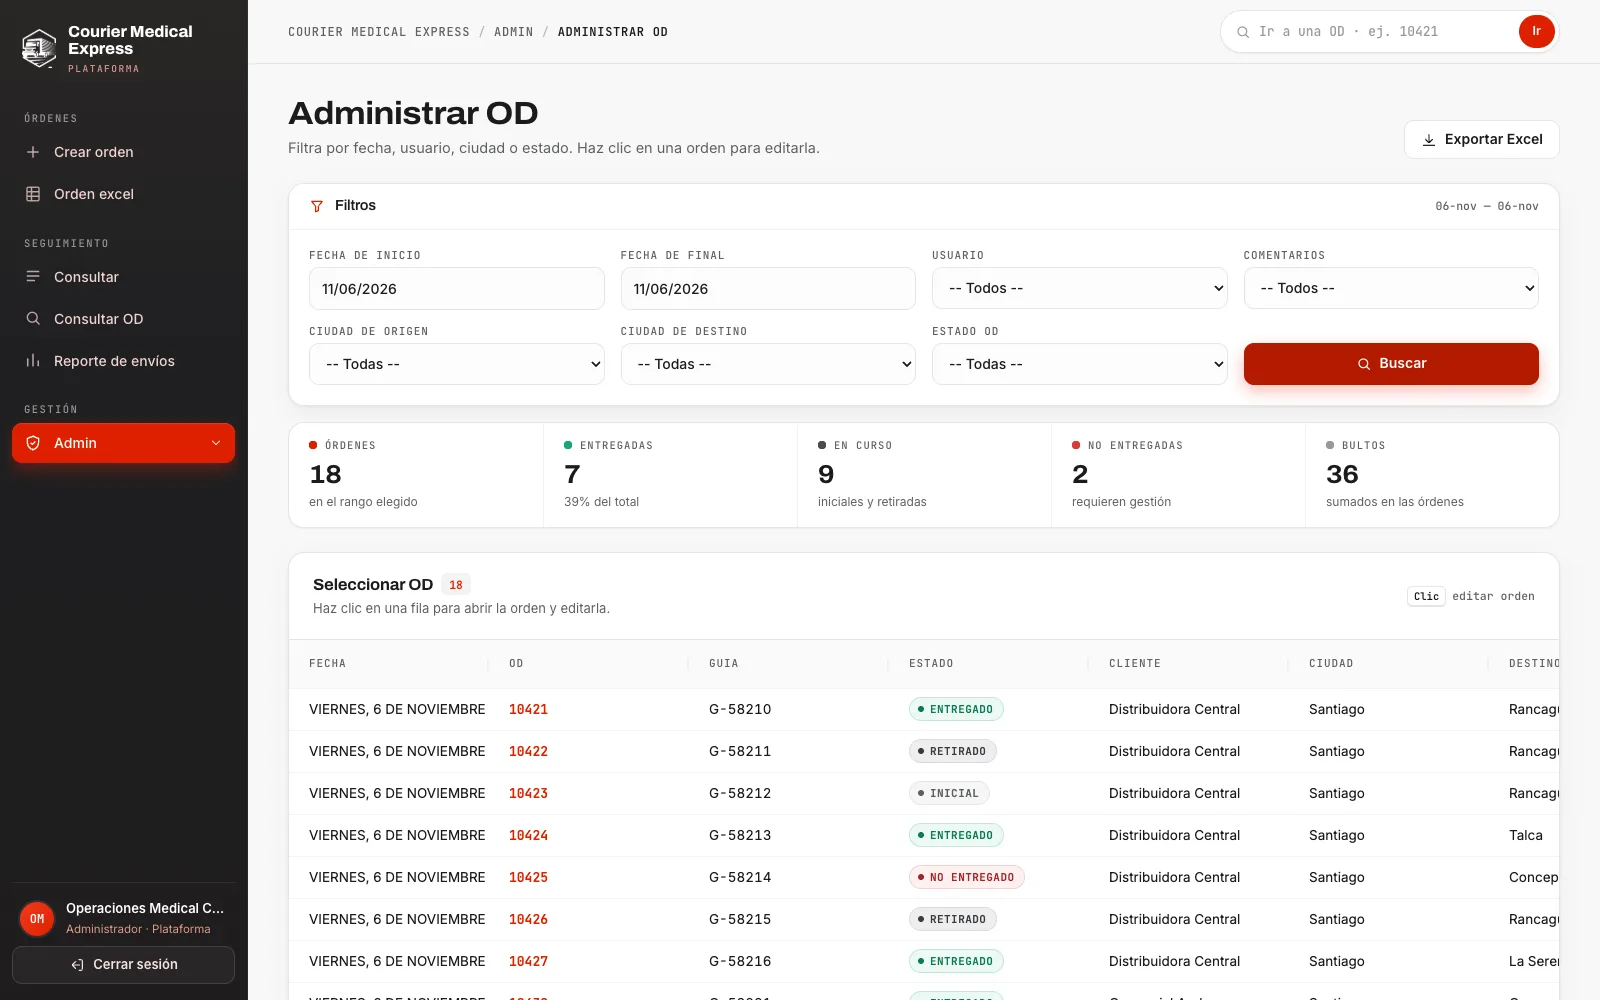 Courier Medical
Express
PLATAFORMA
ÓRDENES
Crear orden
Orden excel
SEGUIMIENTO
Consultar
Consultar OD
Reporte de envíos
GESTIÓN
Admin
OM
Operaciones Medical C...
Administrador · Plataforma
Cerrar sesión
COURIER MEDICAL EXPRESS / ADMIN / ADMINISTRAR OD
Ir a una OD · ej. 10421
Ir
Administrar OD
Filtra por fecha, usuario, ciudad o estado. Haz clic en una orden para editarla.
Exportar Excel
Filtros
06-nov — 06-nov
FECHA DE INICIO FECHA DE FINAL USUARIO COMENTARIOS
11/06/2026 11/06/2026 -- Todos -- -- Todos --
CIUDAD DE ORIGEN CIUDAD DE DESTINO ESTADO OD
-- Todas -- -- Todas -- -- Todas -- Buscar
ÓRDENES ENTREGADAS EN CURSO NO ENTREGADAS BULTOS
18 7 9 2 36
en el rango elegido 39% del total iniciales y retiradas requieren gestión sumados en las órdenes
Seleccionar OD 18
Haz clic en una fila para abrir la orden y editarla.
Clic editar orden
FECHA OD GUIA ESTADO CLIENTE CIUDAD DESTINO
VIERNES, 6 DE NOVIEMBRE 10421 G-58210 ENTREGADO Distribuidora Central Santiago Rancagu
VIERNES, 6 DE NOVIEMBRE 10422 G-58211 RETIRADO Distribuidora Central Santiago Rancagu
VIERNES, 6 DE NOVIEMBRE 10423 G-58212 INICIAL Distribuidora Central Santiago Rancagu
VIERNES, 6 DE NOVIEMBRE 10424 G-58213 ENTREGADO Distribuidora Central Santiago Talca
VIERNES, 6 DE NOVIEMBRE 10425 G-58214 NO ENTREGADO Distribuidora Central Santiago Concep
VIERNES, 6 DE NOVIEMBRE 10426 G-58215 RETIRADO Distribuidora Central Santiago Rancagu
VIERNES, 6 DE NOVIEMBRE 10427 G-58216 ENTREGADO Distribuidora Central Santiago La Seren